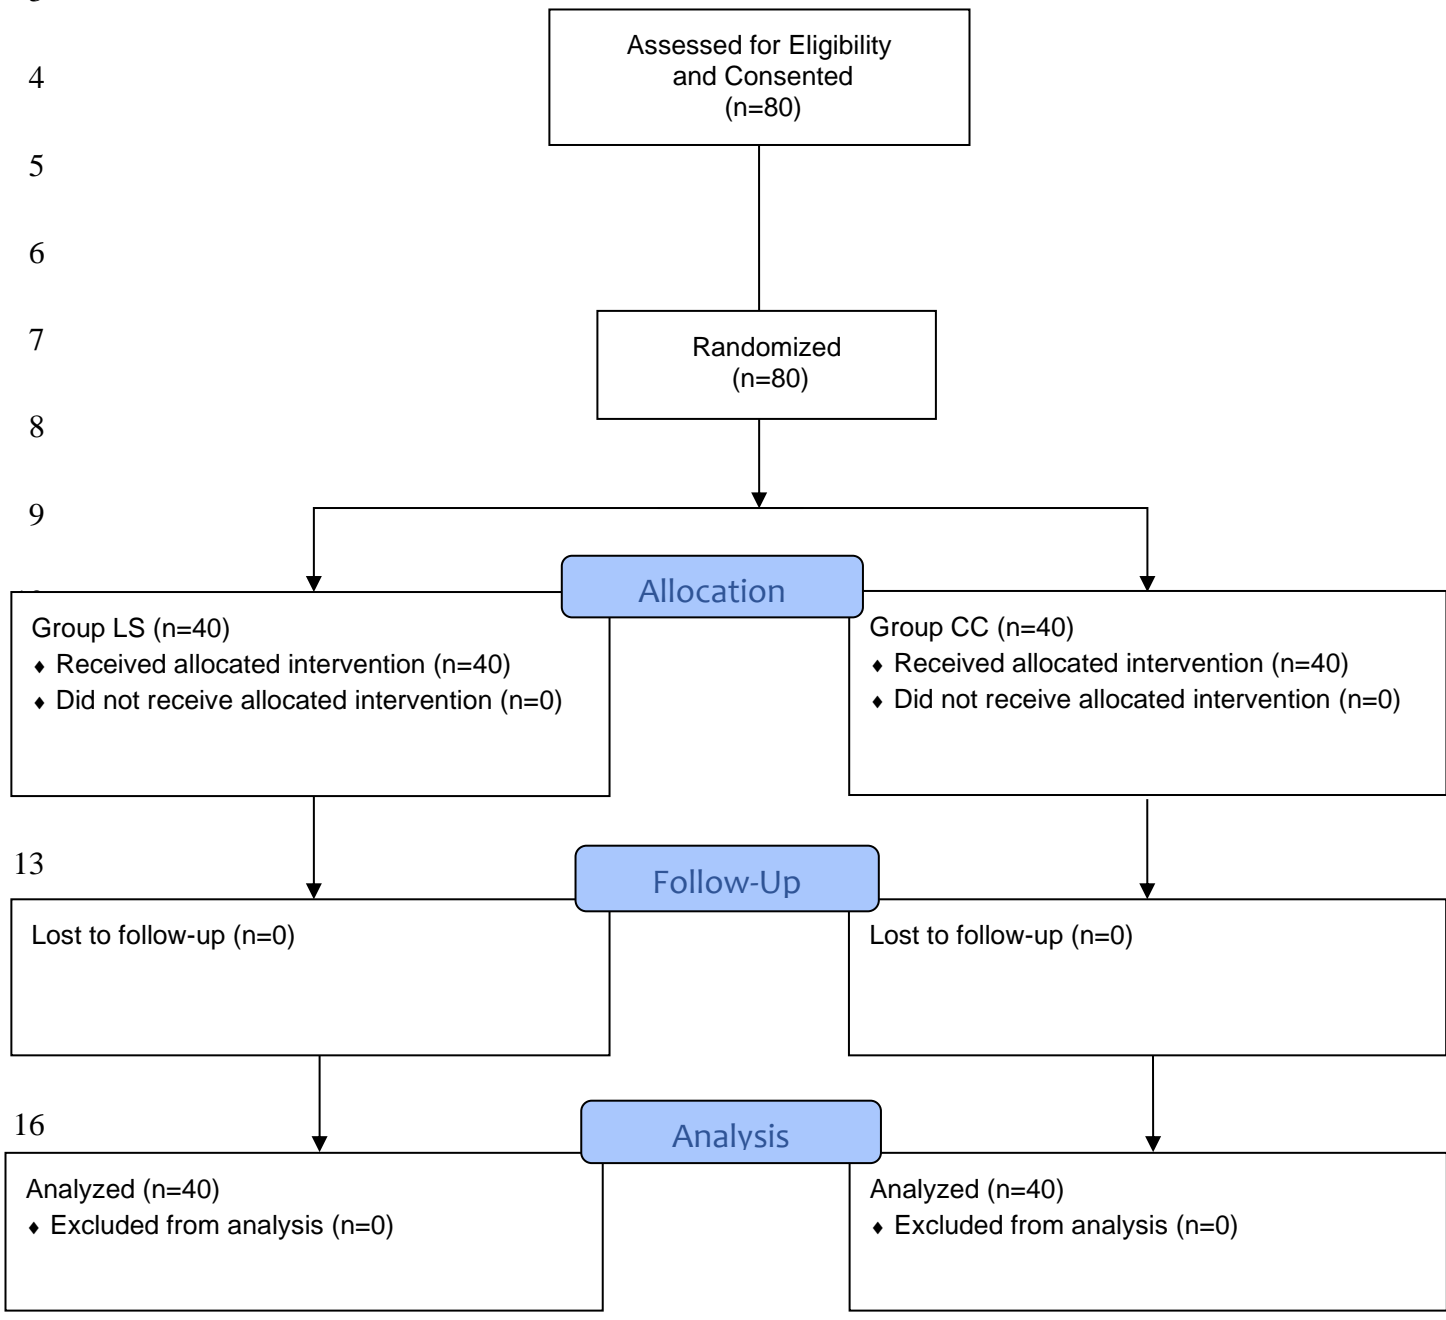 4
Assessed for Eligibility
and Consented
(n=80)
5
6
7
Randomized
(n=80)
8
9
Allocation
Group LS (n=40)
♦ Received allocated intervention (n=40)
♦ Did not receive allocated intervention (n=0)
Group CC (n=40)
♦ Received allocated intervention (n=40)
♦ Did not receive allocated intervention (n=0)
13
Follow-Up
Lost to follow-up (n=0)
Lost to follow-up (n=0)
16
Analysis
Analyzed (n=40)
♦ Excluded from analysis (n=0)
Analyzed (n=40)
♦ Excluded from analysis (n=0)